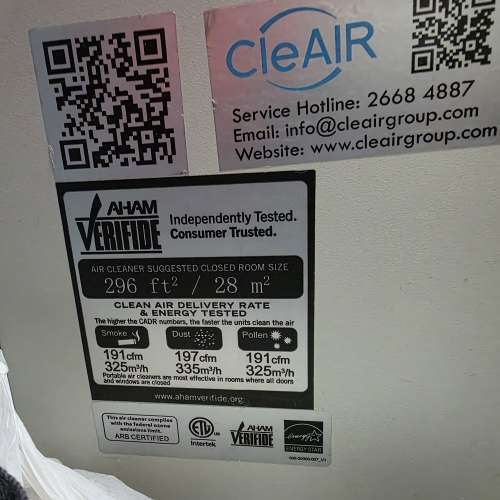 CleAIR
Service Hotline: 2668 4887
Email: info@cleairgroup.com
Website: www.cleairgroup.com
AHAM
VERIFIDE
Independently Tested.
Consumer Trusted.
AIR CLEANER SUGGESTED CLOSED ROOM SIZE
296 ft² / 28 m²
CLEAN AIR DELIVERY RATE
& ENERGY TESTED
The higher the CADR numbers, the faster the units clean the air
Smoke Dust Pollen
191cfm 197cfm 191cfm
325m³/h 335m³/h 325m³/h
Portable air cleaners are most effective in rooms where all doors
and windows are closed
www.ahamverifide.org
This air cleaner complies
with the federal ozone
emissions limit.
ARB CERTIFIED
ETL
Intertek
AHAM
VERIFIDE
energy
ENERGY STAR